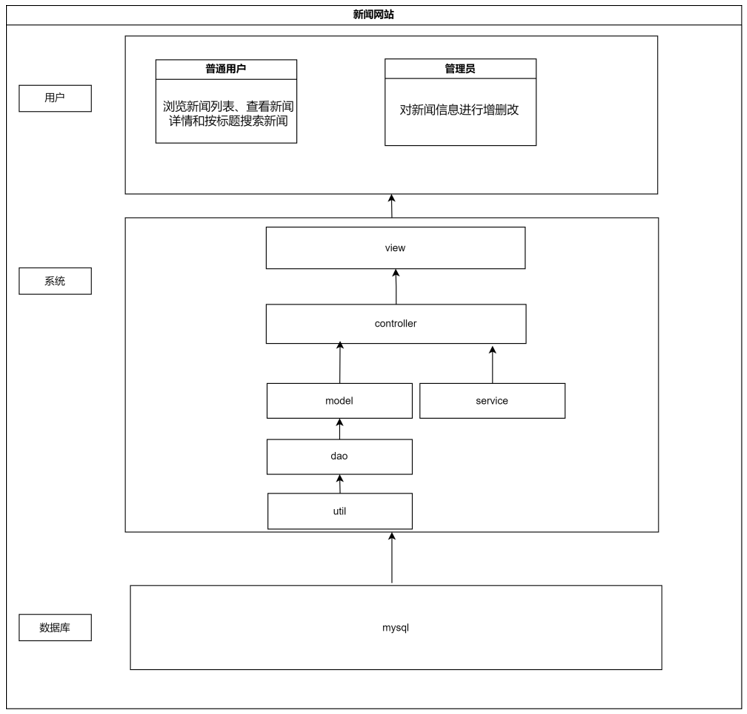 新闻网站
用户
普通用户
浏览新闻列表、查看新闻
详情和按标题搜索新闻
管理员
对新闻信息进行增删改
系统
view
controller
model
service
dao
util
数据库
mysql